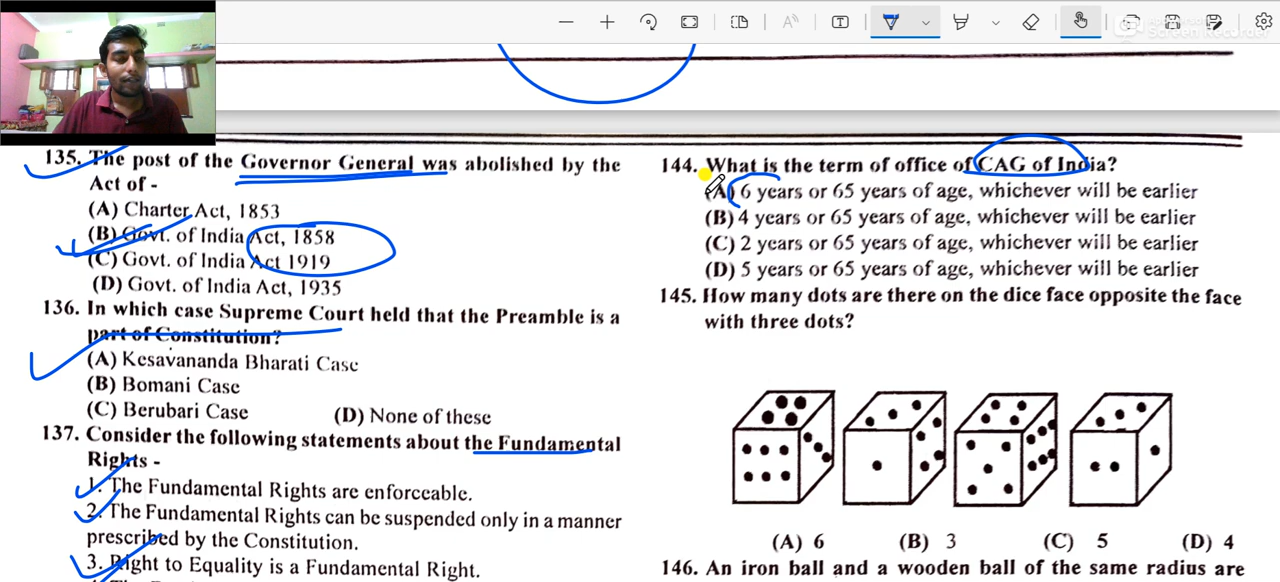 135. The post of the Governor General was abolished by the
Act of -
(A) Charter Act, 1853
(B) Govt. of India Act, 1858
(C) Govt. of India Act 1919
(D) Govt. of India Act, 1935
136. In which case Supreme Court held that the Preamble is a
part of Constitution?
(A) Kesavananda Bharati Case
(B) Bomani Case
(C) Berubari Case (D) None of these
137. Consider the following statements about the Fundamental
Rights -
1. The Fundamental Rights are enforceable.
2. The Fundamental Rights can be suspended only in a manner
prescribed by the Constitution.
3. Right to Equality is a Fundamental Right.
144. What is the term of office of CAG of India?
(A) 6 years or 65 years of age, whichever will be earlier
(B) 4 years or 65 years of age, whichever will be earlier
(C) 2 years or 65 years of age, whichever will be earlier
(D) 5 years or 65 years of age, whichever will be earlier
145. How many dots are there on the dice face opposite the face
with three dots?
(A) 6 (B) 3 (C) 5 (D) 4
146. An iron ball and a wooden ball of the same radius are
Screen Recorder